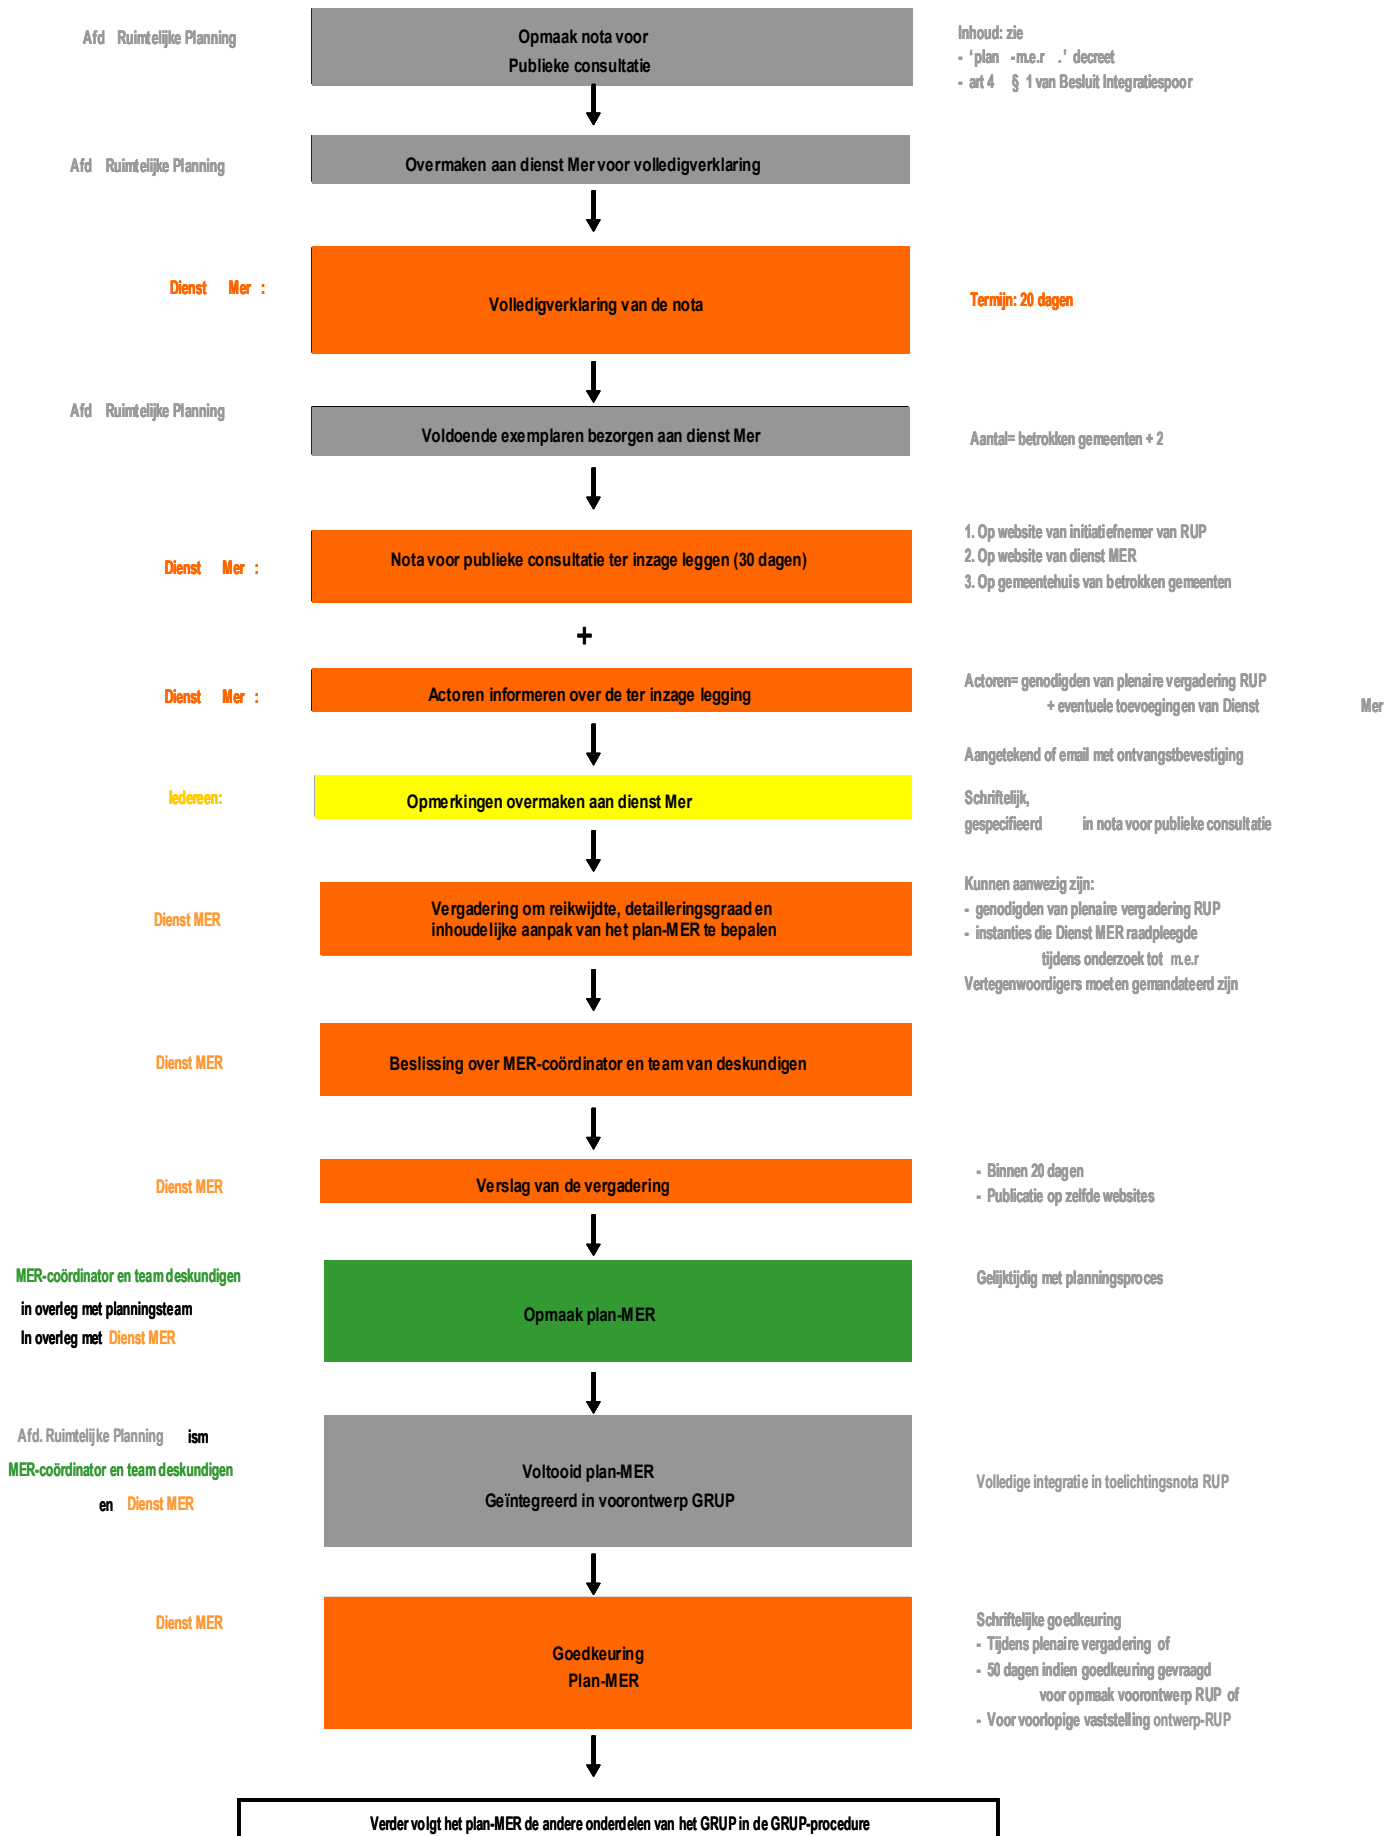 Afd Ruimtelijke Planning
Opmaak nota voor
Publieke consultatie
Inhoud: zie
- ‘plan -m.e.r .’ decreet
- art 4 § 1 van Besluit Integratiespoor
Afd Ruimtelijke Planning
Overmaken aan dienst Mer voor volledigverklaring
Dienst Mer :
Volledigverklaring van de nota
Termijn: 20 dagen
Afd Ruimtelijke Planning
Voldoende exemplaren bezorgen aan dienst Mer
Aantal= betrokken gemeenten + 2
Dienst Mer :
Nota voor publieke consultatie ter inzage leggen (30 dagen)
1. Op website van initiatiefnemer van RUP
2. Op website van dienst MER
3. Op gemeentehuis van betrokken gemeenten
+
Dienst Mer :
Actoren informeren over de ter inzage legging
Actoren= genodigden van plenaire vergadering RUP
+ eventuele toevoegingen van Dienst Mer
Aangetekend of email met ontvangstbevestiging
Iedereen:
Opmerkingen overmaken aan dienst Mer
Schriftelijk,
gespecifieerd in nota voor publieke consultatie
Dienst MER
Vergadering om reikwijdte, detailleringsgraad en
inhoudelijke aanpak van het plan-MER te bepalen
Kunnen aanwezig zijn:
- genodigden van plenaire vergadering RUP
- instanties die Dienst MER raadpleegde
tijdens onderzoek tot m.e.r
Vertegenwoordigers moeten gemandateerd zijn
Dienst MER
Beslissing over MER-coördinator en team van deskundigen
Dienst MER
Verslag van de vergadering
- Binnen 20 dagen
- Publicatie op zelfde websites
MER-coördinator en team deskundigen
in overleg met planningsteam
In overleg met Dienst MER
Opmaak plan-MER
Gelijktijdig met planningsproces
Afd. Ruimtelijke Planning ism
MER-coördinator en team deskundigen
en Dienst MER
Voltooid plan-MER
Geïntegreerd in voorontwerp GRUP
Volledige integratie in toelichtingsnota RUP
Dienst MER
Goedkeuring
Plan-MER
Schriftelijke goedkeuring
- Tijdens plenaire vergadering of
- 50 dagen indien goedkeuring gevraagd
voor opmaak voorontwerp RUP of
- Voor voorlopige vaststelling ontwerp-RUP
Verder volgt het plan-MER de andere onderdelen van het GRUP in de GRUP-procedure